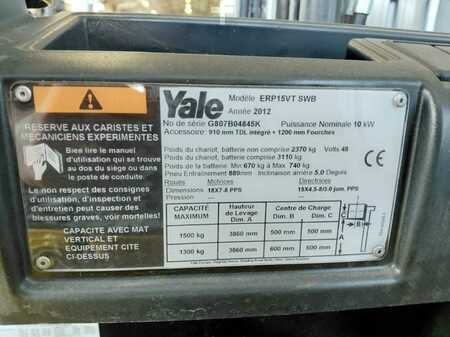 Yale
Modèle ERP15VT SWB
Année 2012
No de série G807B04845K Puissance Nominale 10 kW
Accessoire: 910 mm TDL intégré + 1200 mm Fourches
RESERVE AUX CARISTES ET
MECANICIENS EXPERIMENTES
Bien lire le manuel
d'utilisation qui se trouve
au dos du siège ou dans
le poste de conduite.
Le non respect des consignes
d'utilisation, d'inspection et
d'entretien peut causer des
blessures graves, voir mortelles!
CAPACITE AVEC MAT
VERTICAL ET
EQUIPEMENT CITE
CI-DESSUS
Poids du chariot, batterie non comprise 2370 kg Volts 48
Poids du chariot, batterie comprise 3110 kg
Poids de la batterie: Min 670 kg à Max 740 kg
Empattement Pneu Entier 889mm Inclinaison arrière 5.0 Degués
Roues Motrices Directrices
Dimensions 18X7-8 PPS 15X4.5-8/3.0 jum. PPS
PPS
CAPACITÉ MAXIMUM
Hauteur de Levage Dim. A
Centre de Charge
Dim. B Dim. C
1500 kg 3860 mm 500 mm 500 mm
1300 kg 3860 mm 600 mm 500 mm
B
A